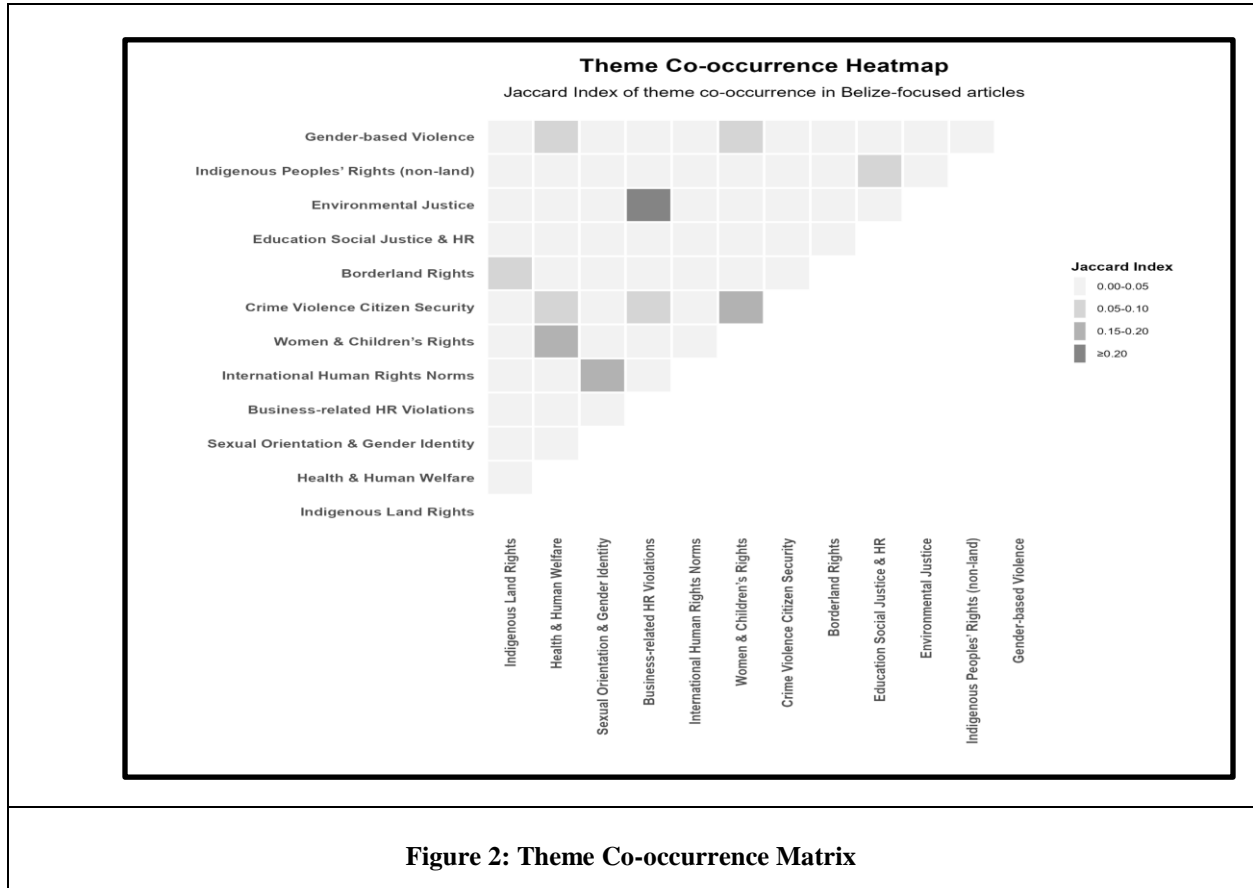 Theme Co-occurrence Heatmap
Jaccard Index of theme co-occurrence in Belize-focused articles
Gender-based Violence
Indigenous Peoples' Rights (non-land)
Environmental Justice
Education Social Justice & HR
Borderland Rights
Crime Violence Citizen Security
Women & Children's Rights
International Human Rights Norms
Business-related HR Violations
Sexual Orientation & Gender Identity
Health & Human Welfare
Indigenous Land Rights
Jaccard Index
0.00-0.05
0.05-0.10
0.15-0.20
≥0.20
Indigenous Land Rights
Health & Human Welfare
Sexual Orientation & Gender Identity
Business-related HR Violations
International Human Rights Norms
Women & Children's Rights
Crime Violence Citizen Security
Borderland Rights
Education Social Justice & HR
Environmental Justice
Indigenous Peoples' Rights (non-land)
Gender-based Violence
Figure 2: Theme Co-occurrence Matrix